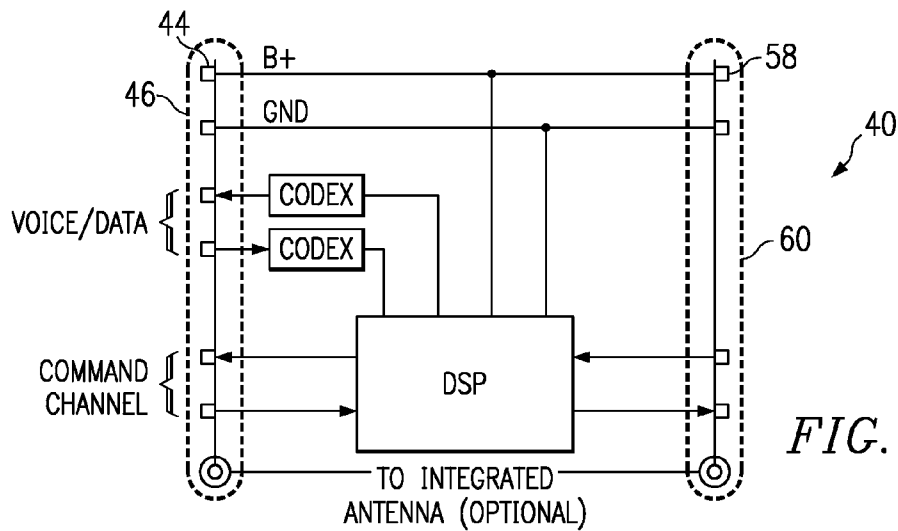 44
B+
58
46
GND
40
CODEX
VOICE/DATA
CODEX
60
COMMAND
CHANNEL
DSP
FIG.
TO INTEGRATED
ANTENNA (OPTIONAL)